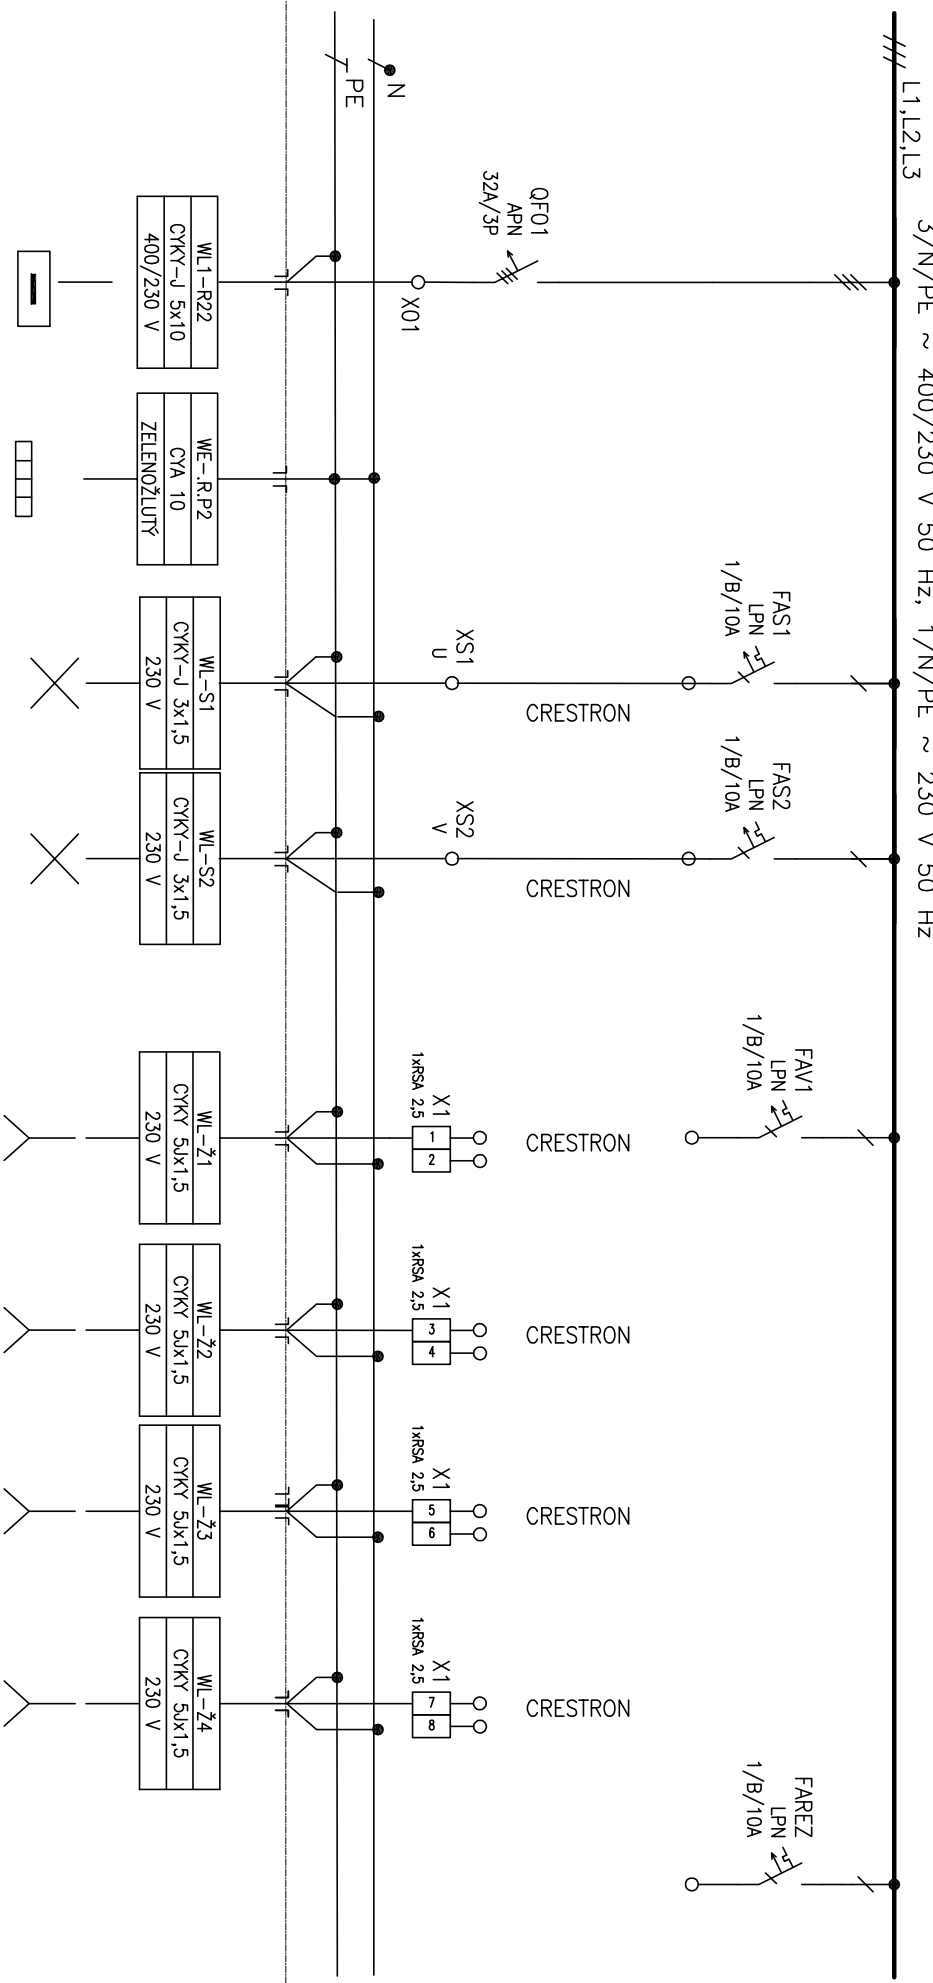 3/N/PE ~ 400/230 V 50 Hz, 1/N/PE ~ 230 V 50 Hz
L1,L2,L3
N
PE
QF01
APN
32A/3P
X01
WL1-R22
CYKY-J 5x10
400/230 V
WE-.R.P2
CYA 10
ZELENOŽLUTÝ
FAS1
LPN
1/B/10A
CRESTRON
XS1
U
WL-S1
CYKY-J 3x1,5
230 V
FAS2
LPN
1/B/10A
CRESTRON
XS2
V
WL-S2
CYKY-J 3x1,5
230 V
FAV1
LPN
1/B/10A
CRESTRON
X1
1xRSA 2,5
1
2
WL-Ž1
CYKY 5Jx1,5
230 V
CRESTRON
X1
1xRSA 2,5
3
4
WL-Ž2
CYKY 5Jx1,5
230 V
CRESTRON
X1
1xRSA 2,5
5
6
WL-Ž3
CYKY 5Jx1,5
230 V
CRESTRON
X1
1xRSA 2,5
7
8
WL-Ž4
CYKY 5Jx1,5
230 V
FAREZ
LPN
1/B/10A